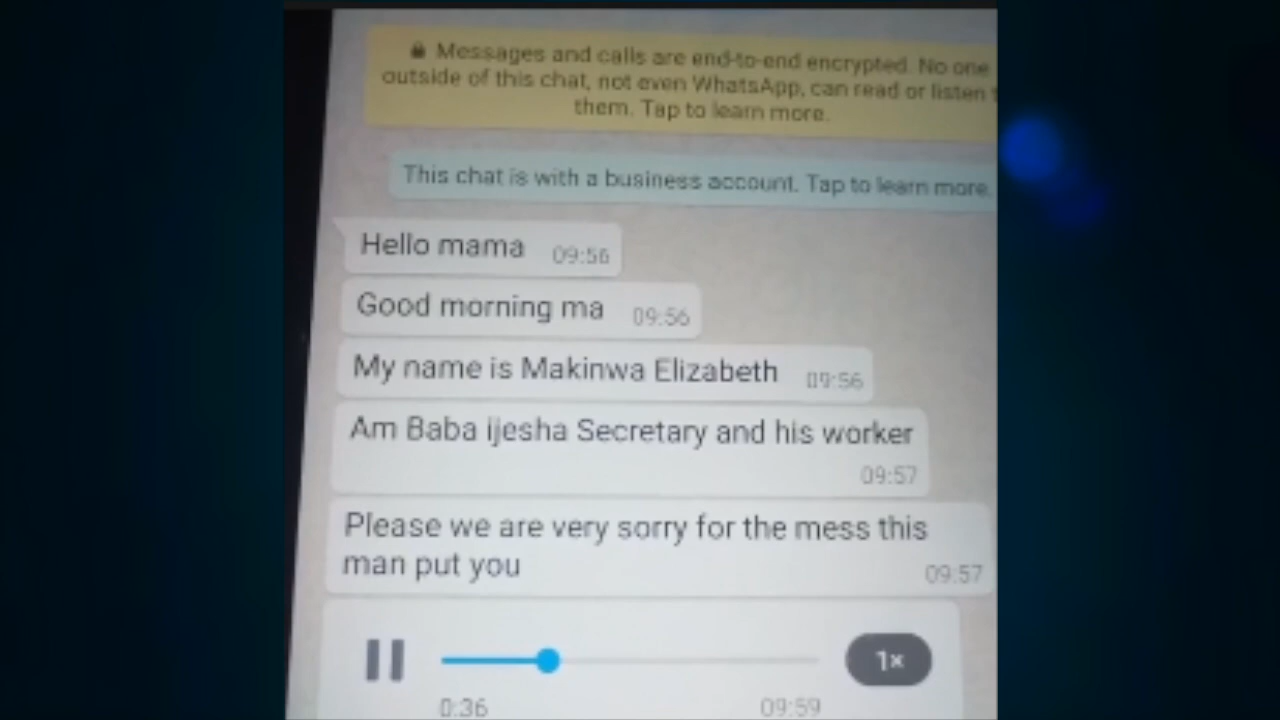 Messages and calls are end-to-end encrypted. No one
outside of this chat, not even WhatsApp, can read or listen
them. Tap to learn more.
This chat is with a business account. Tap to learn more.
Hello mama 09:56
Good morning ma 09:56
My name is Makinwa Elizabeth 09:56
Am Baba ijesha Secretary and his worker
09:57
Please we are very sorry for the mess this
man put you 09:57
1×
0:36 09:59